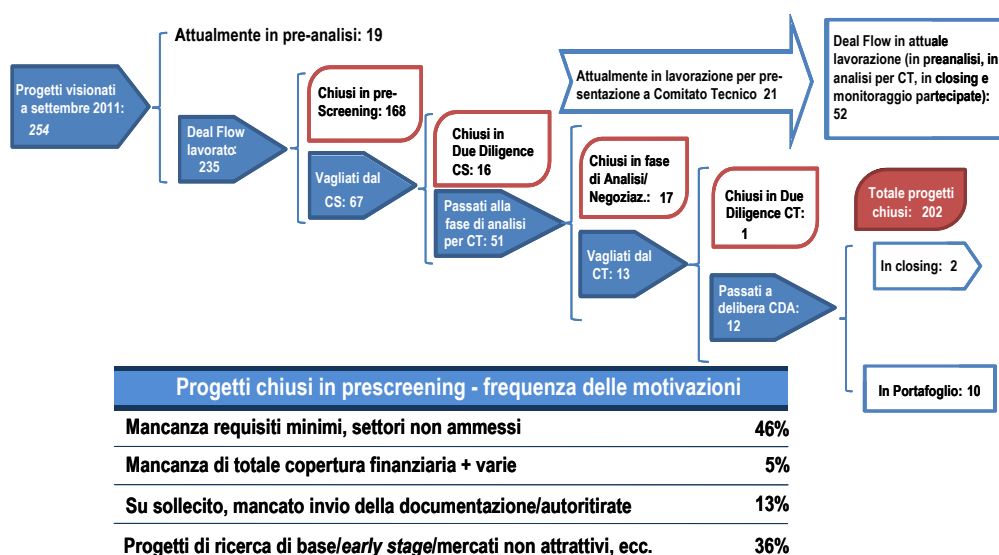 Attualmente in pre-analisi: 19
Progetti visionati
a settembre 2011:
254
Deal Flow
lavorato:
235
Chiusi in pre-
Screening: 168
Vagliati dal
CS: 67
Chiusi in
Due Diligence
CS: 16
Passati alla
fase di analisi
per CT: 51
Attualmente in lavorazione per pre-
sentazione a Comitato Tecnico 21
Deal Flow in attuale
lavorazione (in preanalisi, in
analisi per CT, in closing e
monitoraggio partecipate):
52
Chiusi in fase
di Analisi/
Negoziaz.: 17
Vagliati dal
CT: 13
Chiusi in Due
Diligence CT:
1
Passati a
delibera CDA:
12
Totale progetti
chiusi: 202
In closing: 2
In Portafoglio: 10
Progetti chiusi in prescreening - frequenza delle motivazioni
Mancanza requisiti minimi, settori non ammessi 46%
Mancanza di totale copertura finanziaria + varie 5%
Su sollecito, mancato invio della documentazione/autoritirate 13%
Progetti di ricerca di base/early stage/mercati non attrattivi, ecc. 36%